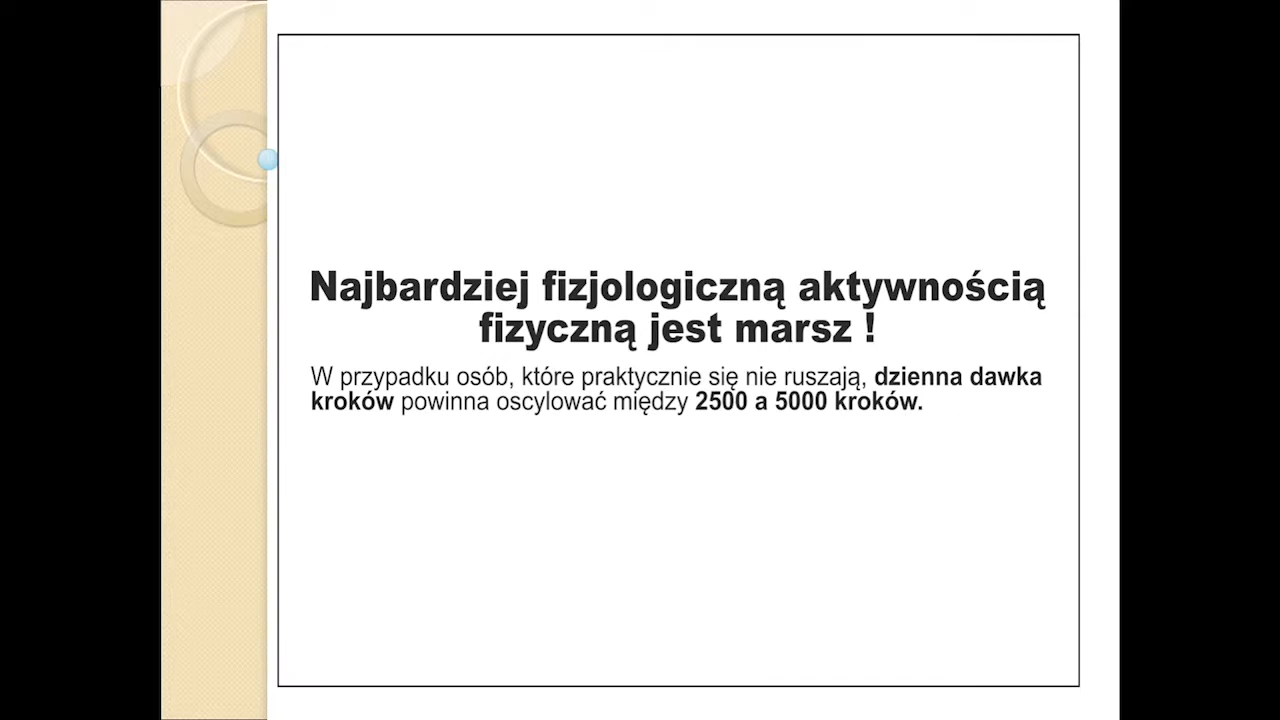 Najbardziej fizjologiczną aktywnością
fizyczną jest marsz !
W przypadku osób, które praktycznie się nie ruszają, dzienna dawka
kroków powinna oscylować między 2500 a 5000 kroków.